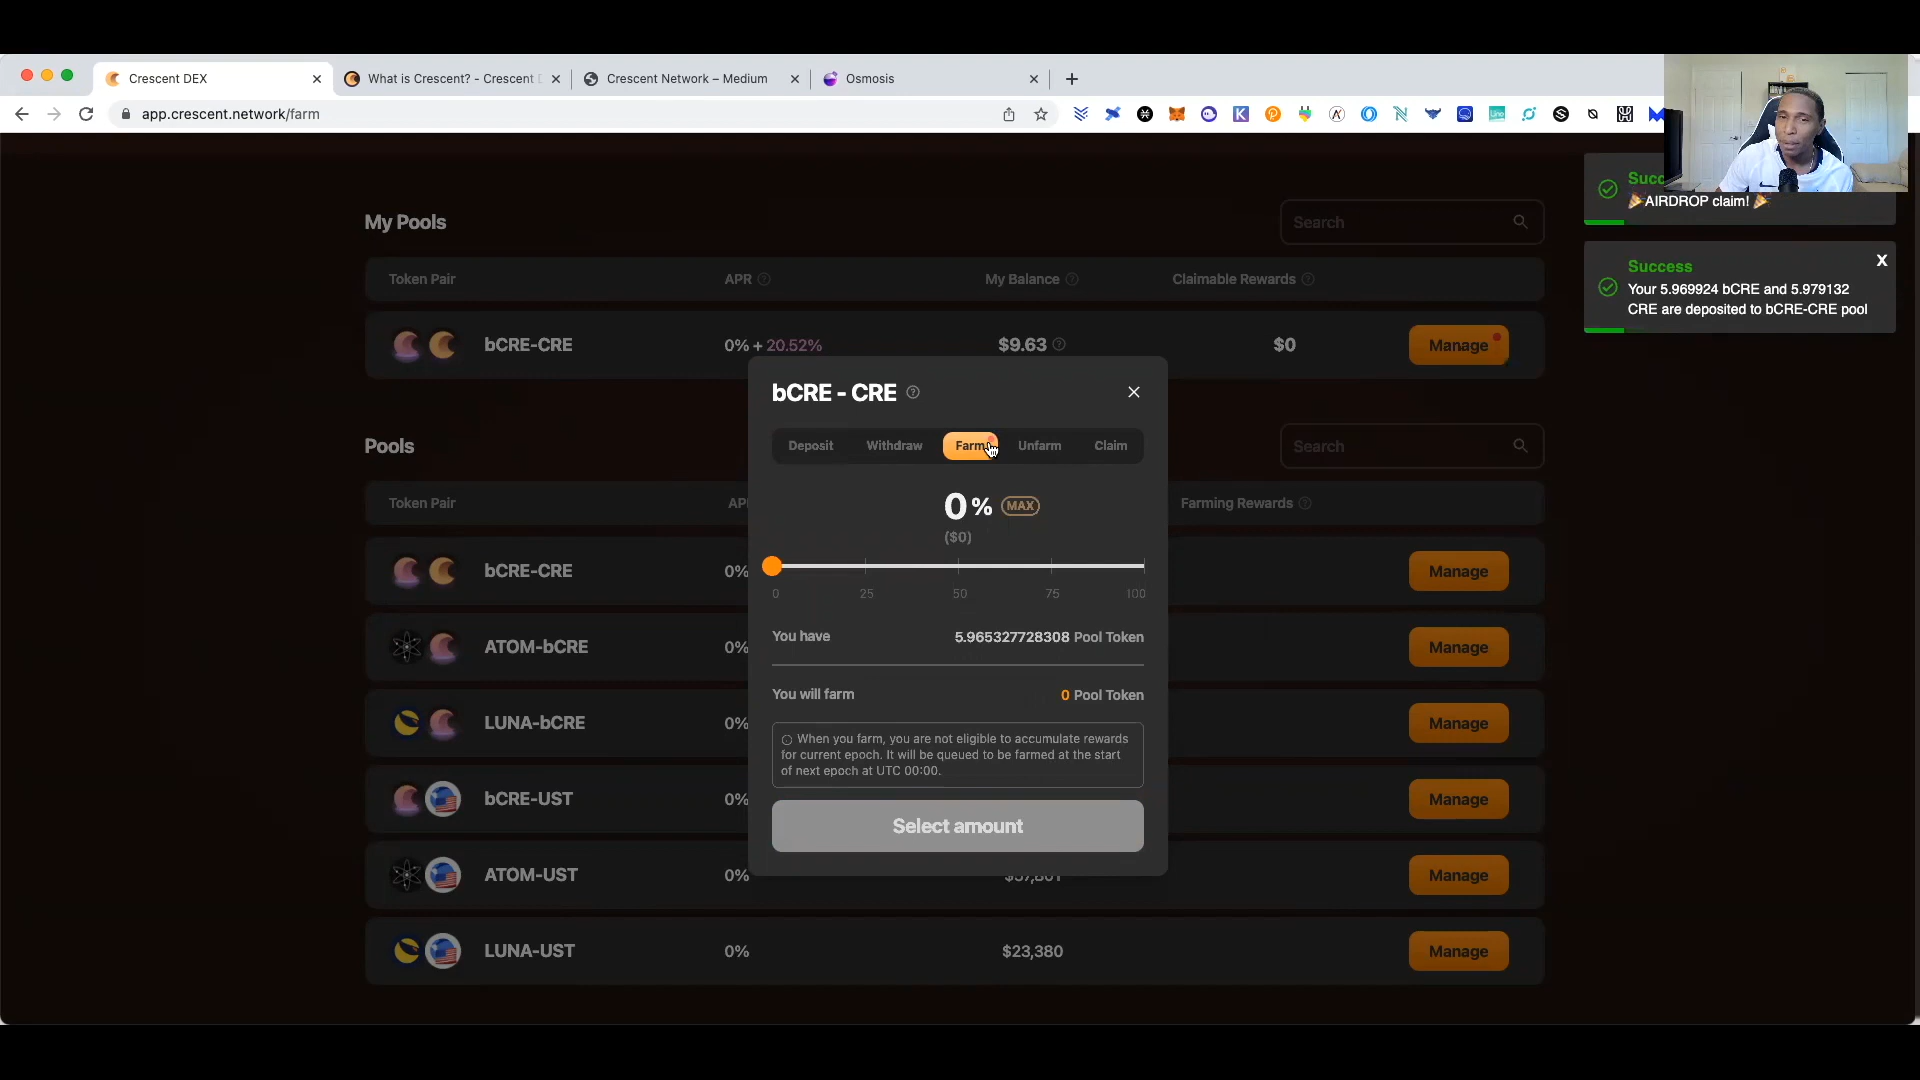 Crescent DEX
What is Crescent? - Crescent
Crescent Network – Medium
Osmosis
app.crescent.network/farm
My Pools
Search
Token Pair
APR
My Balance
Claimable Rewards
bCRE-CRE
0% + 20.52%
$9.63
$0
Manage
Succ
🎉AIRDROP claim! 🎉
Success
X
Your 5.969924 bCRE and 5.979132
CRE are deposited to bCRE-CRE pool
bCRE - CRE
Deposit
Withdraw
Farm
Unfarm
Claim
0 %
MAX
($0)
0
25
50
75
100
You have
5.965327728308 Pool Token
You will farm
0 Pool Token
When you farm, you are not eligible to accumulate rewards
for current epoch. It will be queued to be farmed at the start
of next epoch at UTC 00:00.
Select amount
Pools
Search
Token Pair
AP
Farming Rewards
bCRE-CRE
0%
Manage
ATOM-bCRE
0%
Manage
LUNA-bCRE
0%
Manage
bCRE-UST
0%
Manage
ATOM-UST
0%
Manage
LUNA-UST
0%
$23,380
Manage